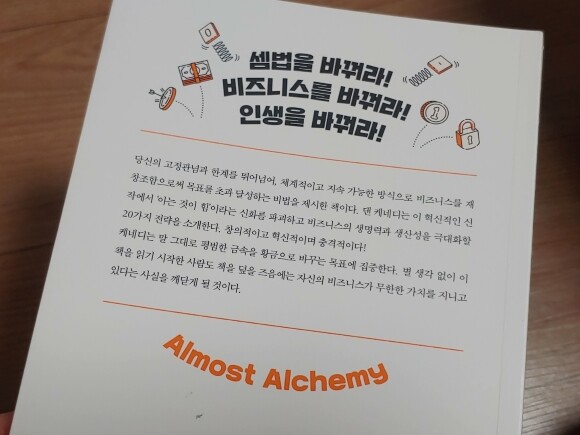 셈법을 바꿔라!
비즈니스를 바꿔라!
인생을 바꿔라!
당신의 고정관념과 한계를 뛰어넘어, 체계적이고 지속 가능한 방식으로 비즈니스를 재
창조함으로써 목표를 초과 달성하는 비법을 제시한 책이다. 댄 케네디는 이 혁신적인 신
작에서 '아는 것이 힘'이라는 신화를 파괴하고 비즈니스의 생명력과 생산성을 극대화할
20가지 전략을 소개한다. 창의적이고 혁신적이며 충격적이다!
케네디는 말 그대로 평범한 금속을 황금으로 바꾸는 목표에 집중한다. 별 생각 없이 이
책을 읽기 시작한 사람도 책을 덮을 즈음에는 자신의 비즈니스가 무한한 가치를 지니고
있다는 사실을 깨닫게 될 것이다.
Almost Alchemy